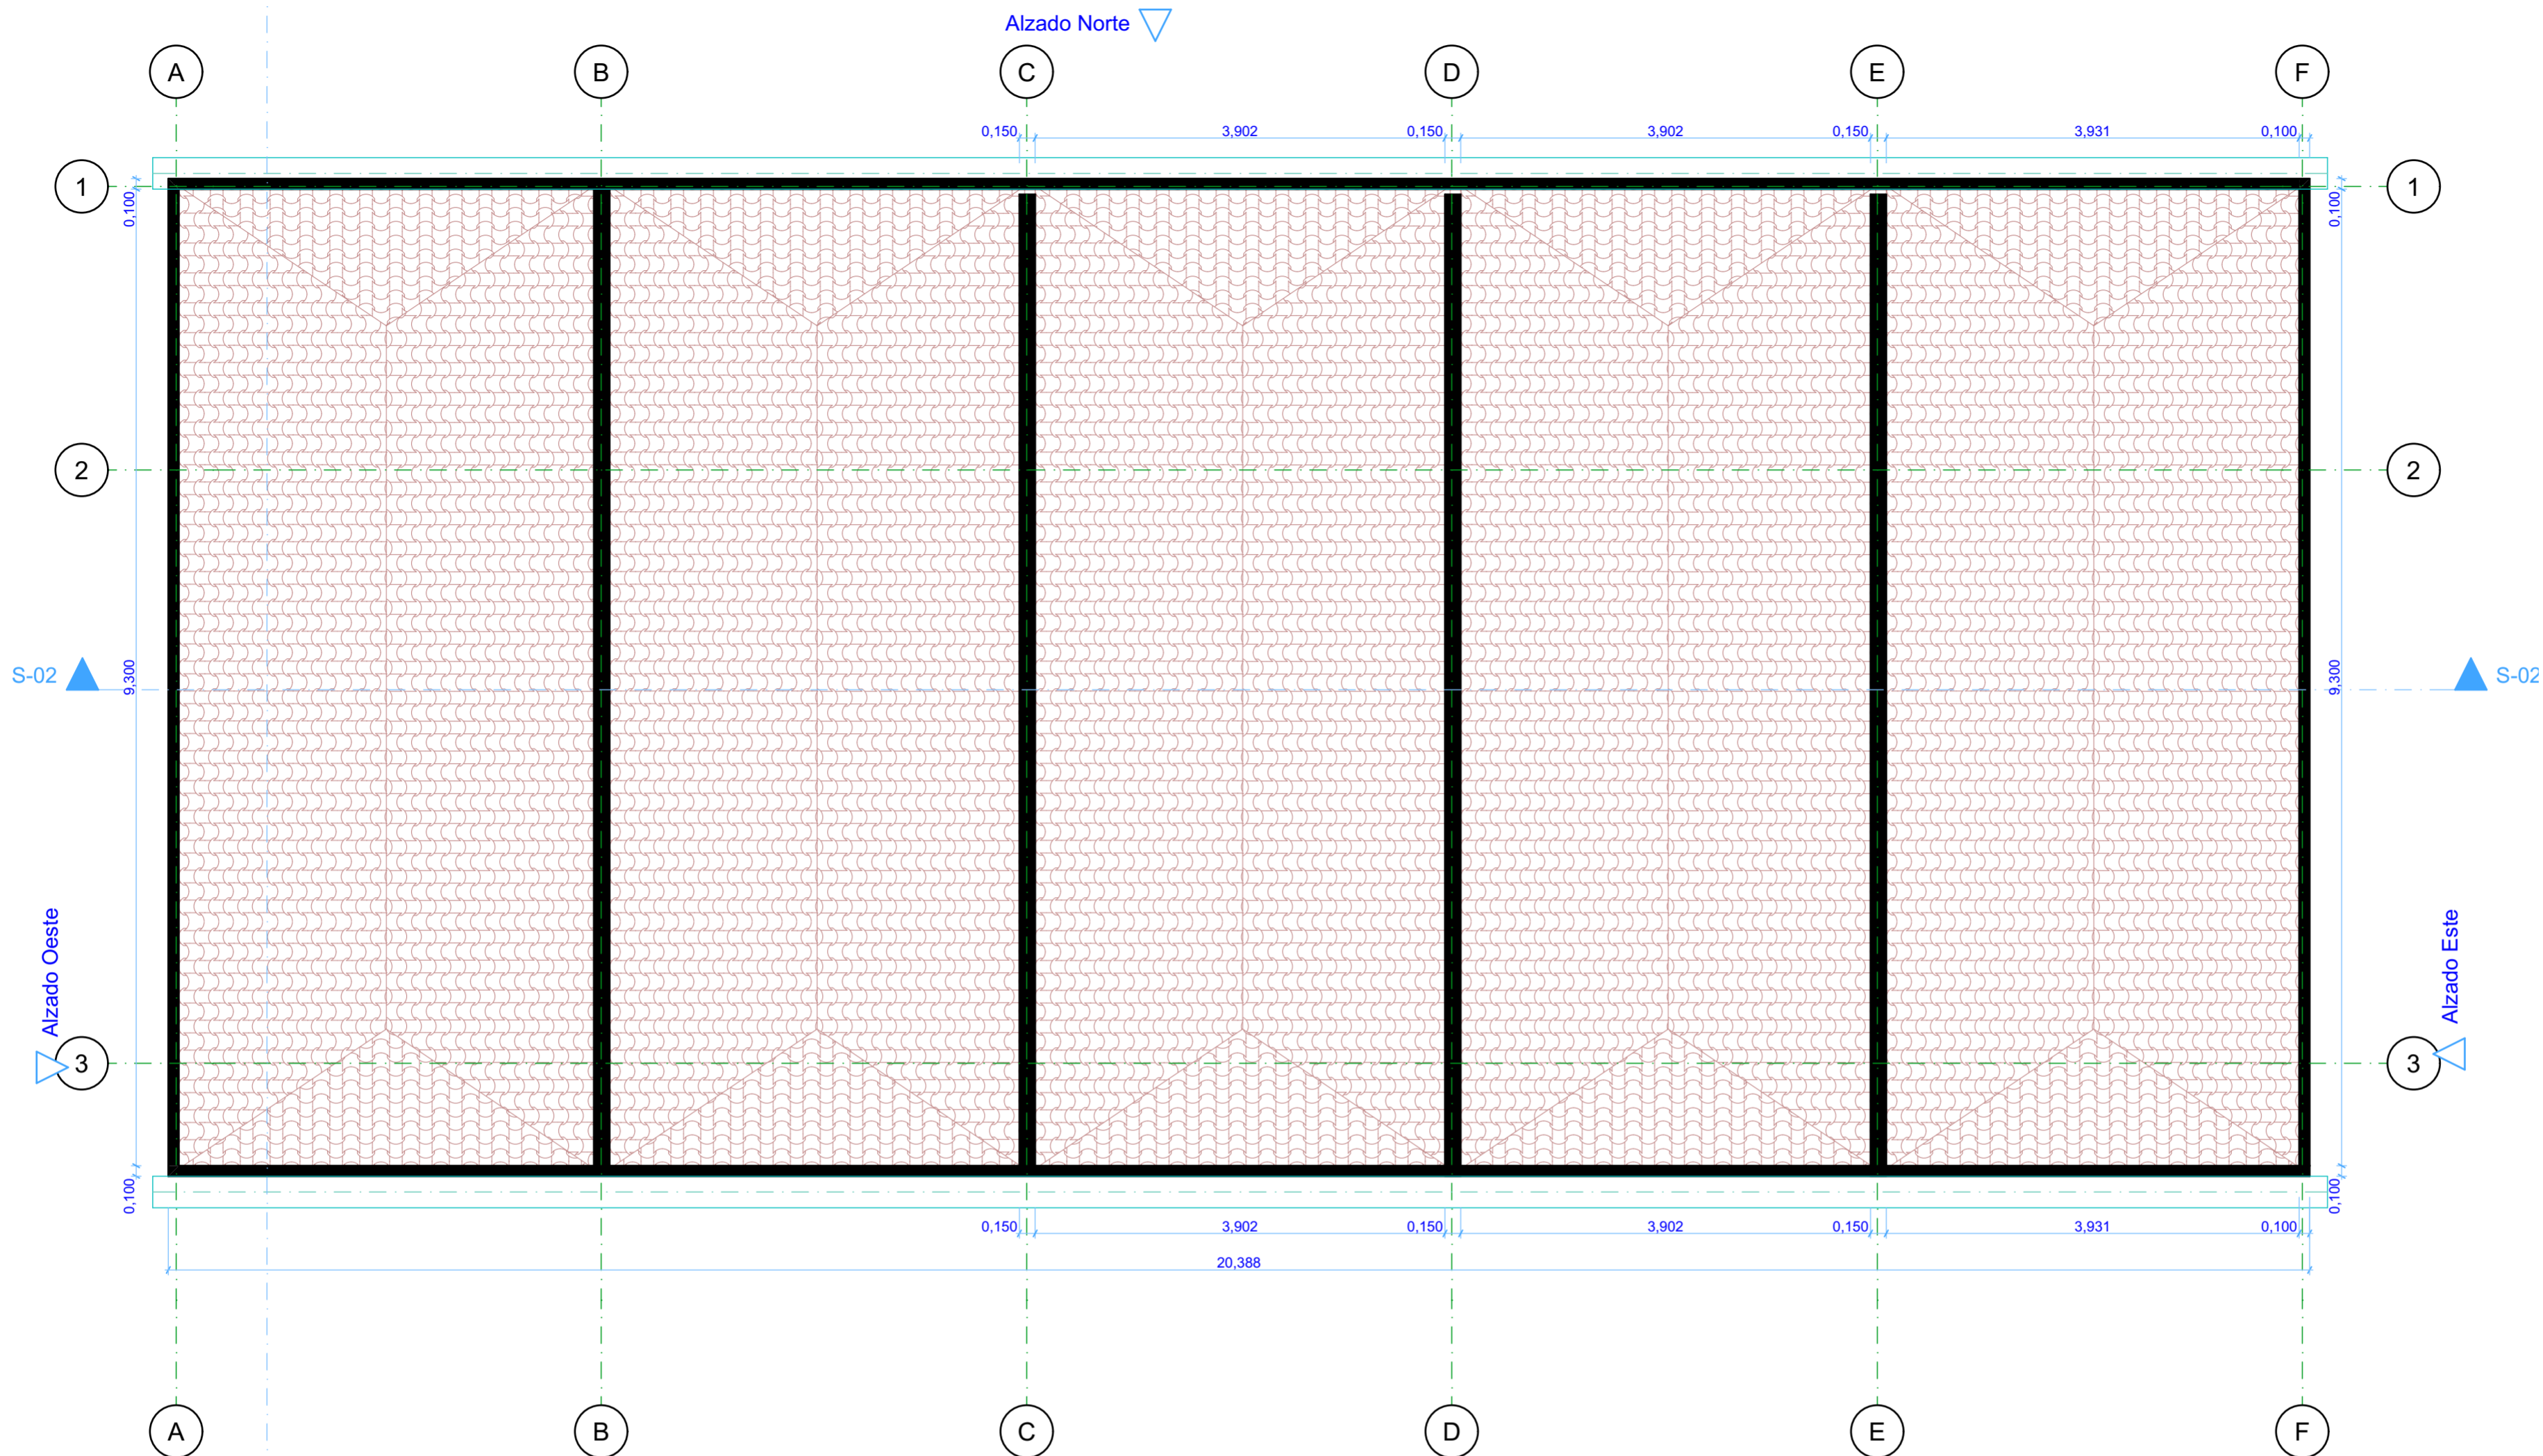 Alzado Norte
A B C D E F
0,150 3,902 0,150 3,902 0,150 3,931 0,100
1 1
0,100 0,100
2 2
S-02 9,300 9,300 S-02
Alzado Oeste Alzado Este
3 3
0,100 0,100
0,150 3,902 0,150 3,902 0,150 3,931 0,100
20,388
A B C D E F